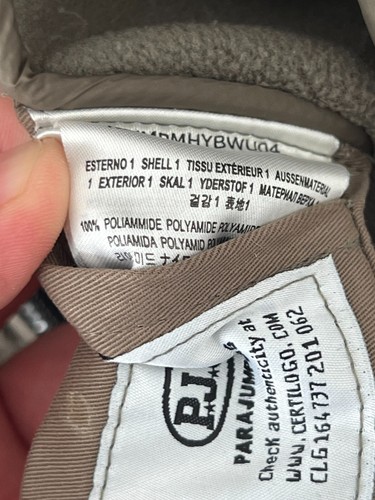 PMHYBWU04
ESTERNO 1 SHELL 1 TISSU EXTÉRIEUR 1 AUSSENMATERIAL
1 EXTERIOR 1 SKAL 1 YDERSTOF 1 МАТЕРИАЛ ВЕРХА
겉감 1 表地 1
100% POLIAMMIDE POLYAMIDE POLYAMIDE
POLIAMIDA POLYAMID
PJS
PARAJUMPERS
Check authenticity at
WWW.CERTILOGO.COM
CLG164 737 201 062